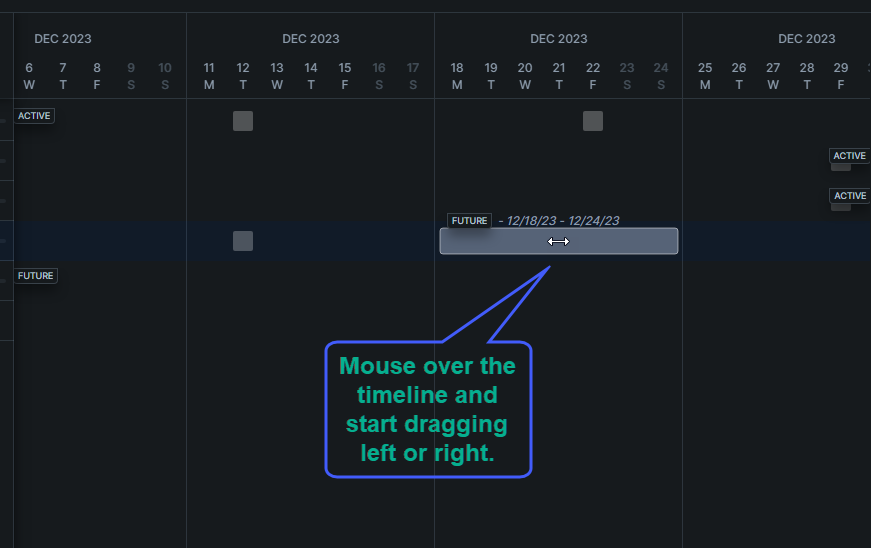 DEC 2023 DEC 2023 DEC 2023 DEC 2023
6 7 8 9 10 11 12 13 14 15 16 17 18 19 20 21 22 23 24 25 26 27 28 29
W T F S S M T W T F S S M T W T F S S M T W T F
ACTIVE
ACTIVE
ACTIVE
FUTURE - 12/18/23 - 12/24/23
FUTURE
Mouse over the
timeline and
start dragging
left or right.